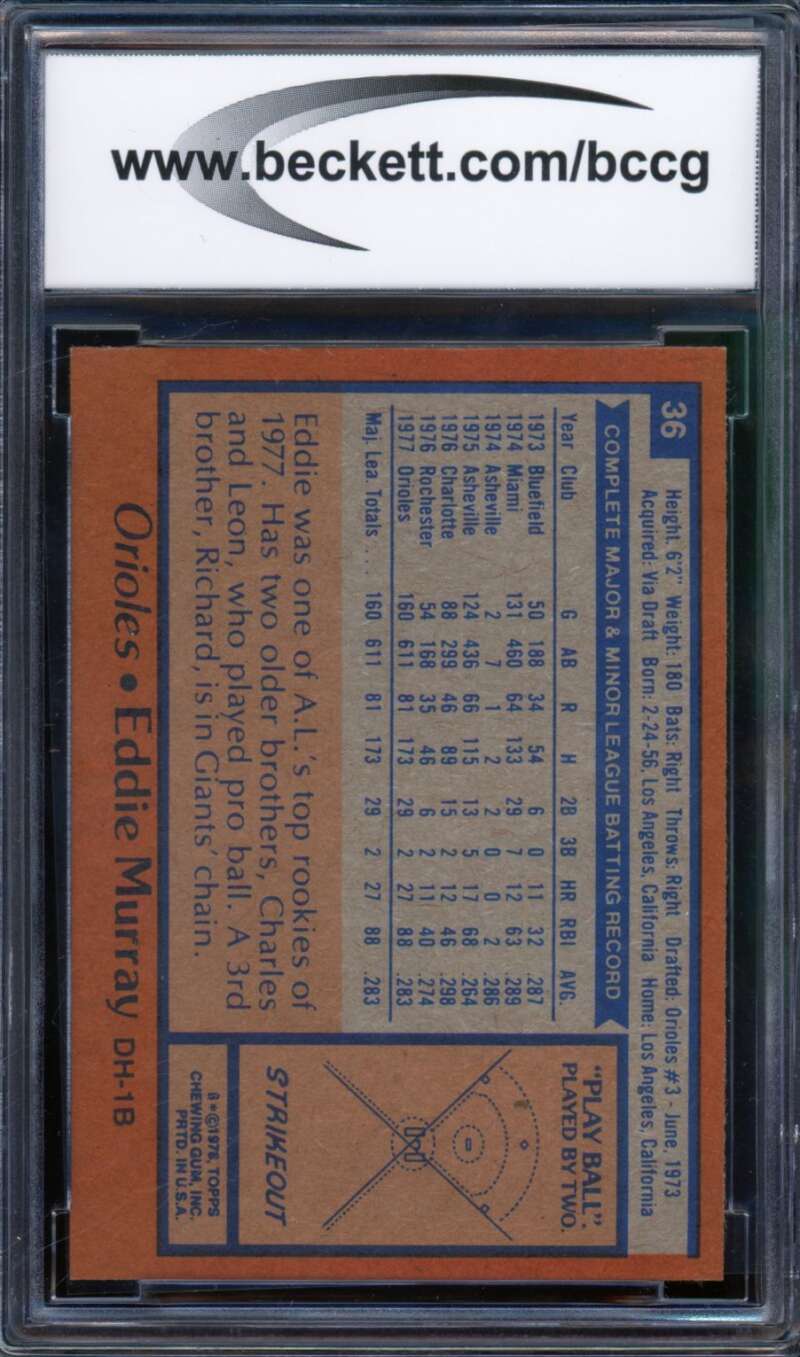 www.beckett.com/bccg
36
Height: 6'2" Weight: 180 Bats: Right Throws: Right Drafted: Orioles #3 - June, 1973
Acquired: Via Draft Born: 2-24-56, Los Angeles, California Home: Los Angeles, California
COMPLETE MAJOR & MINOR LEAGUE BATTING RECORD
Year Club G AB R H 2B 3B HR RBI AVG.
1973 Bluefield 50 188 34 54 6 0 11 32 .287
1974 Miami 131 460 64 133 29 7 12 63 .289
1974 Asheville 2 7 1 2 2 0 0 2 .286
1975 Asheville 124 436 66 115 13 5 17 68 .264
1976 Charlotte 88 299 46 89 15 2 12 46 .298
1976 Rochester 54 168 35 46 6 2 11 40 .274
1977 Orioles 160 611 81 173 29 2 27 88 .283
Maj. Lea. Totals .... 160 611 81 173 29 2 27 88 .283
Eddie was one of A.L.'s top rookies of
1977. Has two older brothers, Charles
and Leon, who played pro ball. A 3rd
brother, Richard, is in Giants' chain.
"PLAY BALL".
PLAYED BY TWO.
STRIKEOUT
©1978, TOPPS
CHEWING GUM, INC.
PRTD. IN U.S.A.
Orioles • Eddie Murray DH-1B